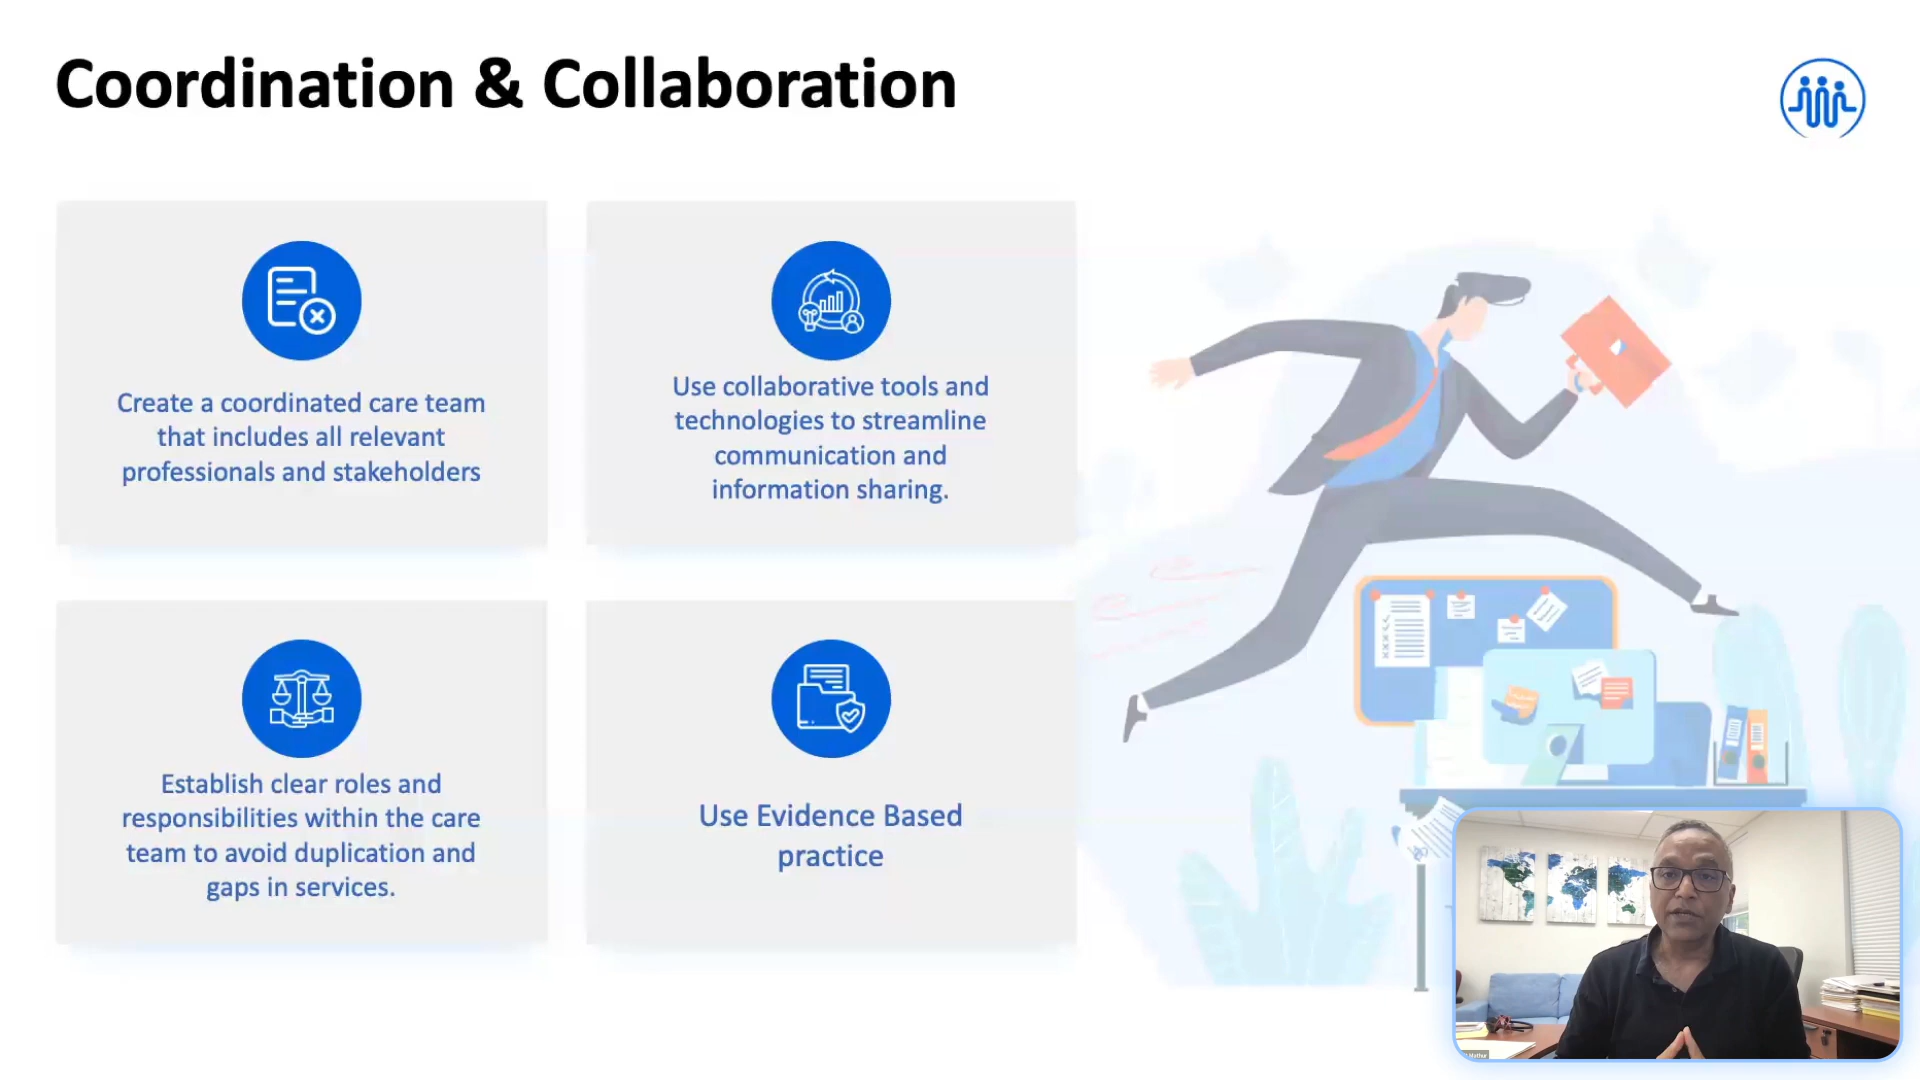 Coordination & Collaboration
Create a coordinated care team
that includes all relevant
professionals and stakeholders
Use collaborative tools and
technologies to streamline
communication and
information sharing.
Establish clear roles and
responsibilities within the care
team to avoid duplication and
gaps in services.
Use Evidence Based
practice
Mathur